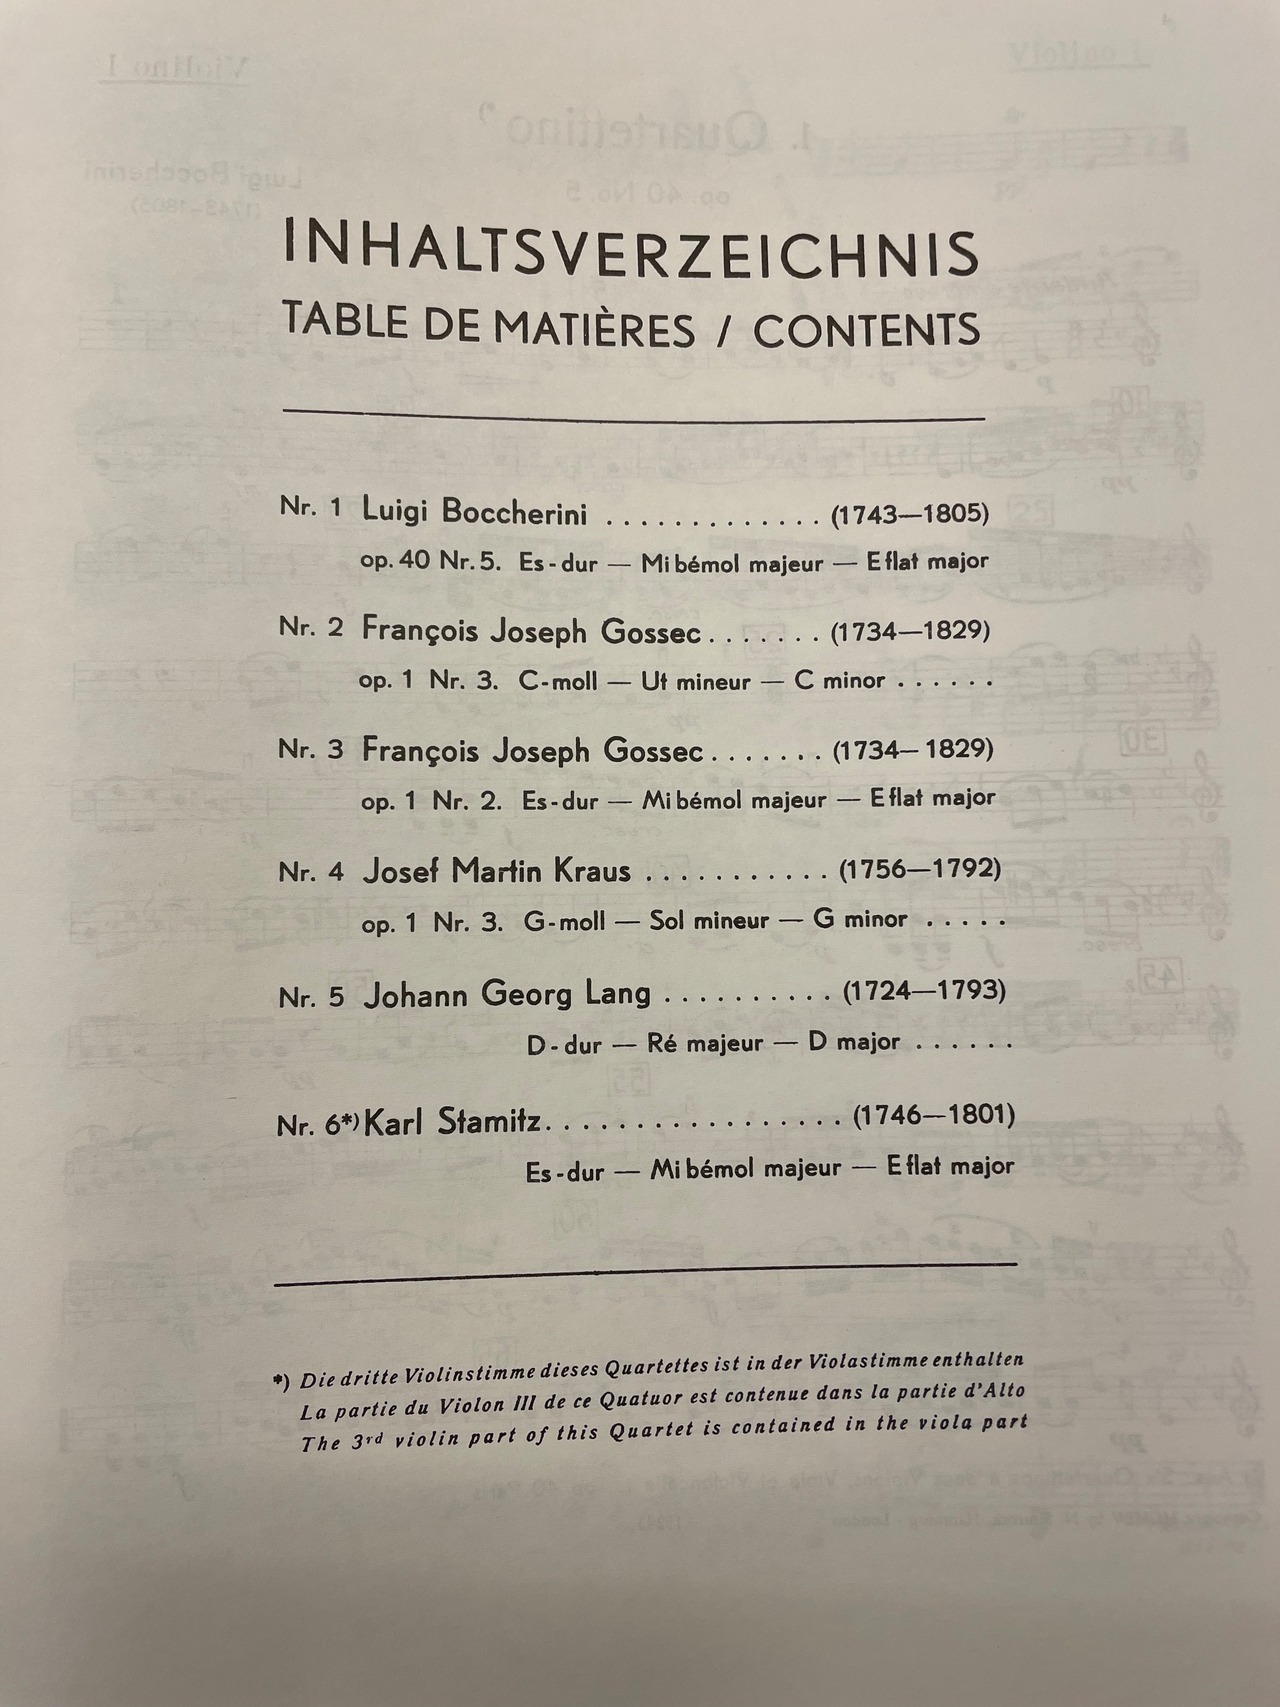 INHALTSVERZEICHNIS
TABLE DE MATIÈRES / CONTENTS
Nr. 1 Luigi Boccherini . . . . . . . . . . . . . (1743—1805)
op. 40 Nr. 5. Es-dur — Mi bémol majeur — E flat major
Nr. 2 François Joseph Gossec . . . . . . . (1734—1829)
op. 1 Nr. 3. C-moll — Ut mineur — C minor . . . . . .
Nr. 3 François Joseph Gossec . . . . . . . (1734—1829)
op. 1 Nr. 2. Es-dur — Mi bémol majeur — E flat major
Nr. 4 Josef Martin Kraus . . . . . . . . . . . (1756—1792)
op. 1 Nr. 3. G-moll — Sol mineur — G minor . . . . .
Nr. 5 Johann Georg Lang . . . . . . . . . . (1724—1793)
D-dur — Ré majeur — D major . . . . . .
Nr. 6*) Karl Stamitz . . . . . . . . . . . . . . . . . (1746—1801)
Es-dur — Mi bémol majeur — E flat major
*) Die dritte Violinstimme dieses Quartettes ist in der Violastimme enthalten
La partie du Violon III de ce Quatuor est contenue dans la partie d'Alto
The 3rd violin part of this Quartet is contained in the viola part